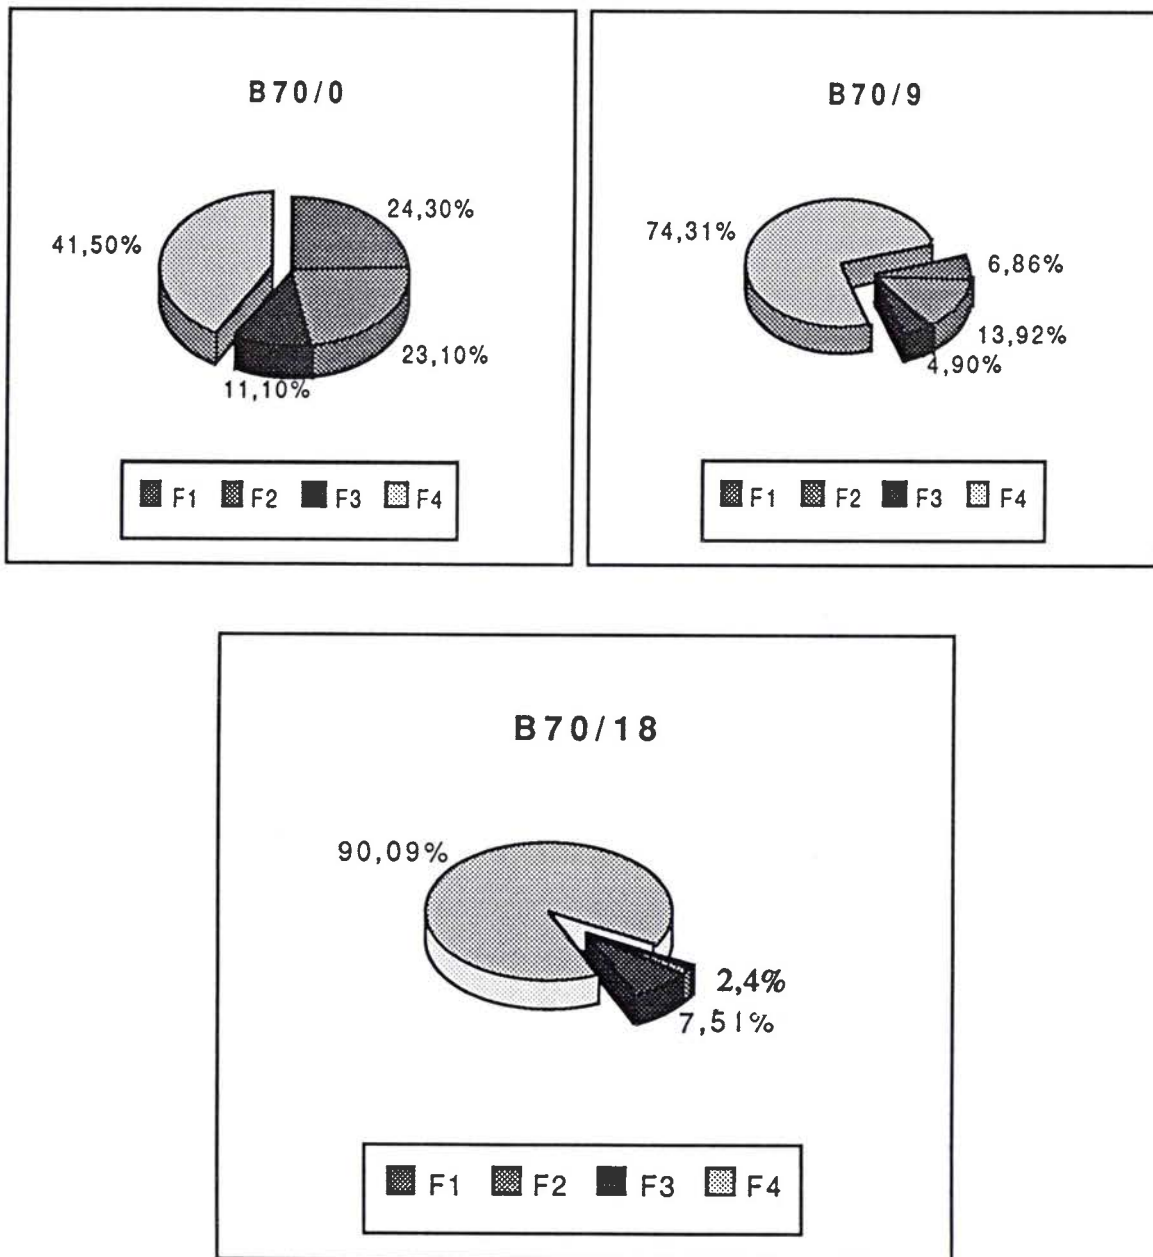 B70/0
24,30%
41,50%
23,10%
11,10%
F1 F2 F3 F4
B70/9
74,31%
6,86%
13,92%
4,90%
F1 F2 F3 F4
B70/18
90,09%
2,4%
7,51%
F1 F2 F3 F4